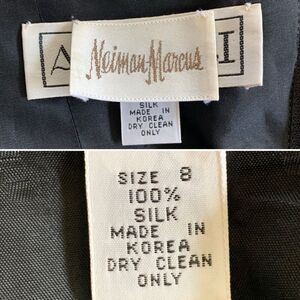 A
Neiman Marcus
I
SILK
MADE IN
KOREA
DRY CLEAN
ONLY
SIZE 8
100%
SILK
MADE IN
KOREA
DRY CLEAN
ONLY